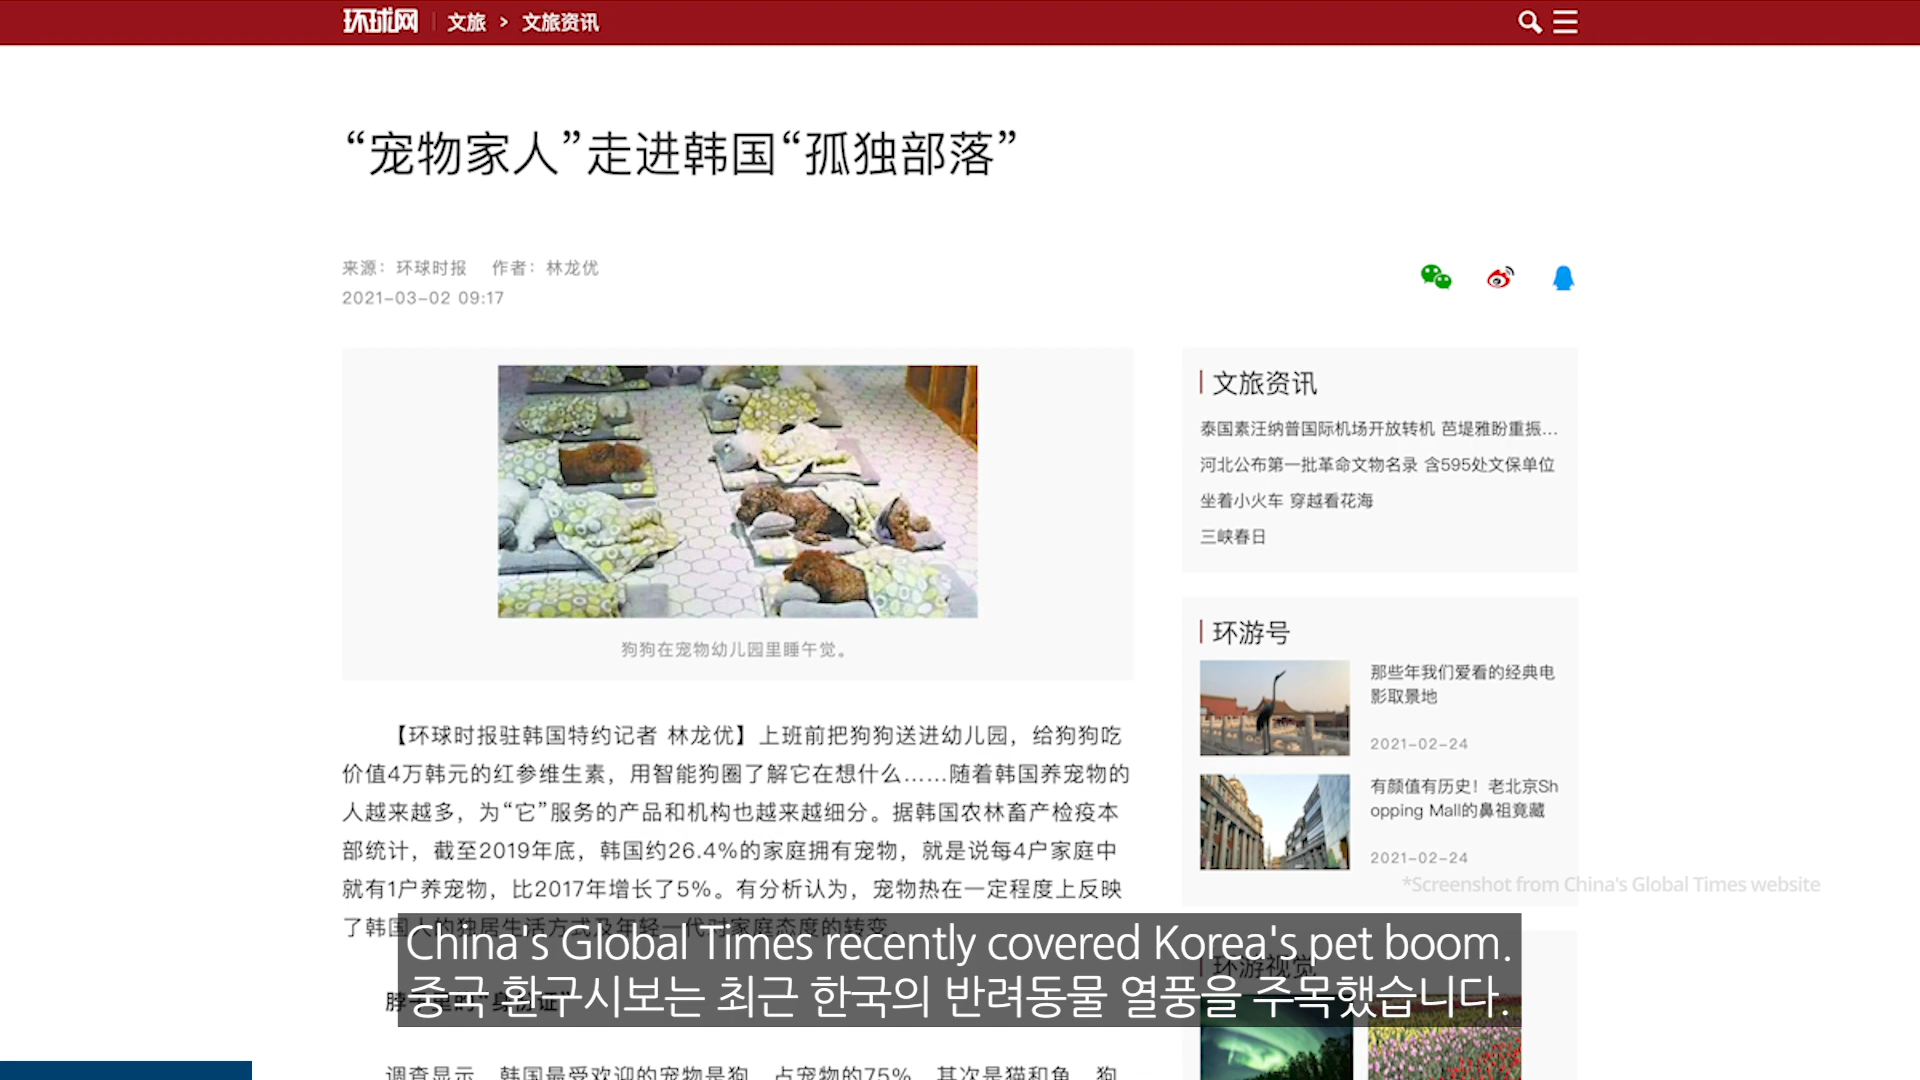 环球网 文旅 > 文旅资讯
“宠物家人”走进韩国“孤独部落”
来源：环球时报 作者：林龙优
2021-03-02 09:17
狗狗在宠物幼儿园里睡午觉。
【环球时报驻韩国特约记者 林龙优】上班前把狗狗送进幼儿园，给狗狗吃
价值4万韩元的红参维生素，用智能狗圈了解它在想什么……随着韩国养宠物的
人越来越多，为“它”服务的产品和机构也越来越细分。据韩国农林畜产检疫本
部统计，截至2019年底，韩国约26.4%的家庭拥有宠物，就是说每4户家庭中
就有1户养宠物，比2017年增长了5%。有分析认为，宠物热在一定程度上反映
了韩国人的独居生活方式及年轻一代对家庭态度的转变。
脖子里的“身份证”
调查显示，韩国最受欢迎的宠物是狗，占宠物的75%，其次是猫和鱼。狗
文旅资讯
泰国素汪纳普国际机场开放转机 芭堤雅盼重振...
河北公布第一批革命文物名录 含595处文保单位
坐着小火车 穿越看花海
三峡春日
环游号
那些年我们爱看的经典电
影取景地
2021-02-24
有颜值有历史！老北京Sh
opping Mall的鼻祖竟藏
2021-02-24
环游视觉
*Screenshot from China's Global Times website
China's Global Times recently covered Korea's pet boom.
중국 환구시보는 최근 한국의 반려동물 열풍을 주목했습니다.